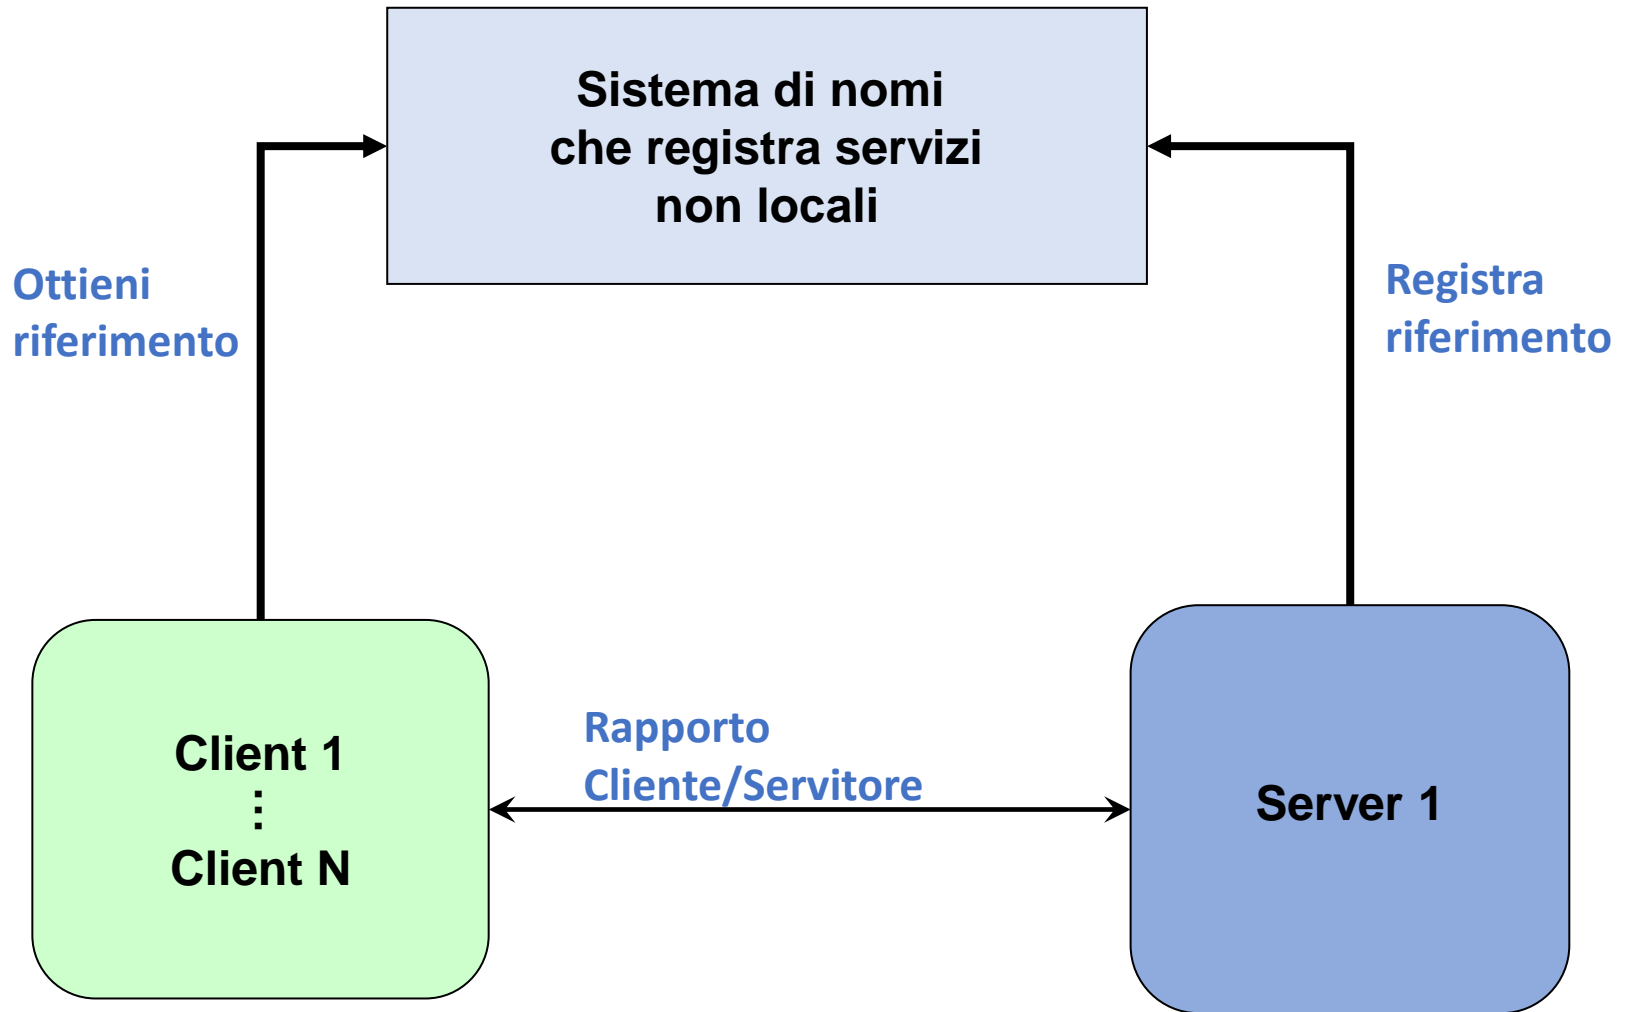 Sistema di nomi
che registra servizi
non locali
Ottieni
riferimento
Registra
riferimento
Rapporto
Cliente/Servitore
Client 1
⋮
Client N
Server 1